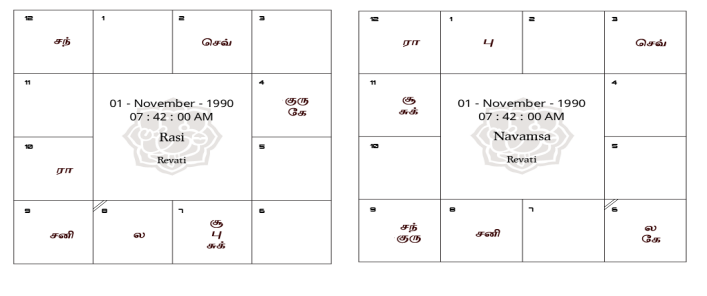 12
சந்
1
2
செவ்
3
11
4
குரு
கே
01 - November - 1990
07 : 42 : 00 AM
Rasi
Revati
10
ரா
5
9
சனி
8
ல
7
சூ
பு
சுக்
6
12
ரா
1
பு
2
3
செவ்
11
சூ
சுக்
4
01 - November - 1990
07 : 42 : 00 AM
Navamsa
Revati
10
5
9
சந்
குரு
8
சனி
7
6
ல
கே